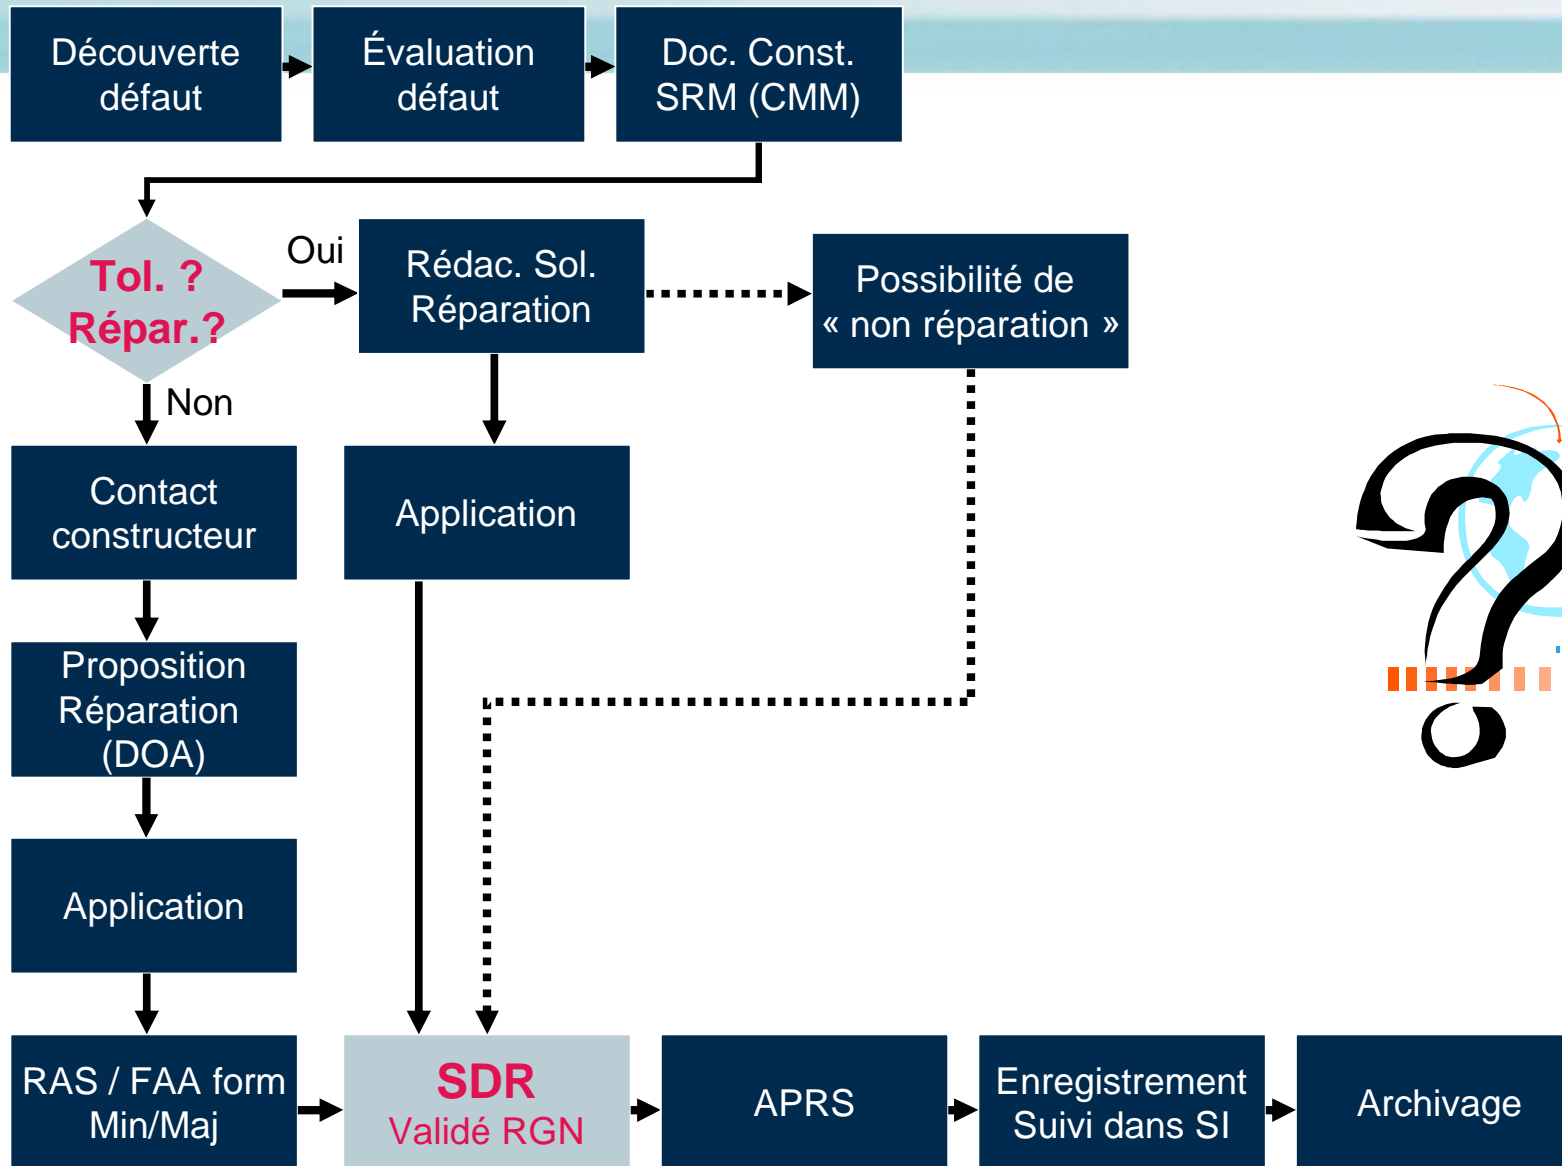 Découverte
défaut
Évaluation
défaut
Doc. Const.
SRM (CMM)
Tol. ?
Répar.?
Oui
Rédac. Sol.
Réparation
Possibilité de
« non réparation »
Non
Contact
constructeur
Application
Proposition
Réparation
(DOA)
Application
RAS / FAA form
Min/Maj
SDR
Validé RGN
APRS
Enregistrement
Suivi dans SI
Archivage